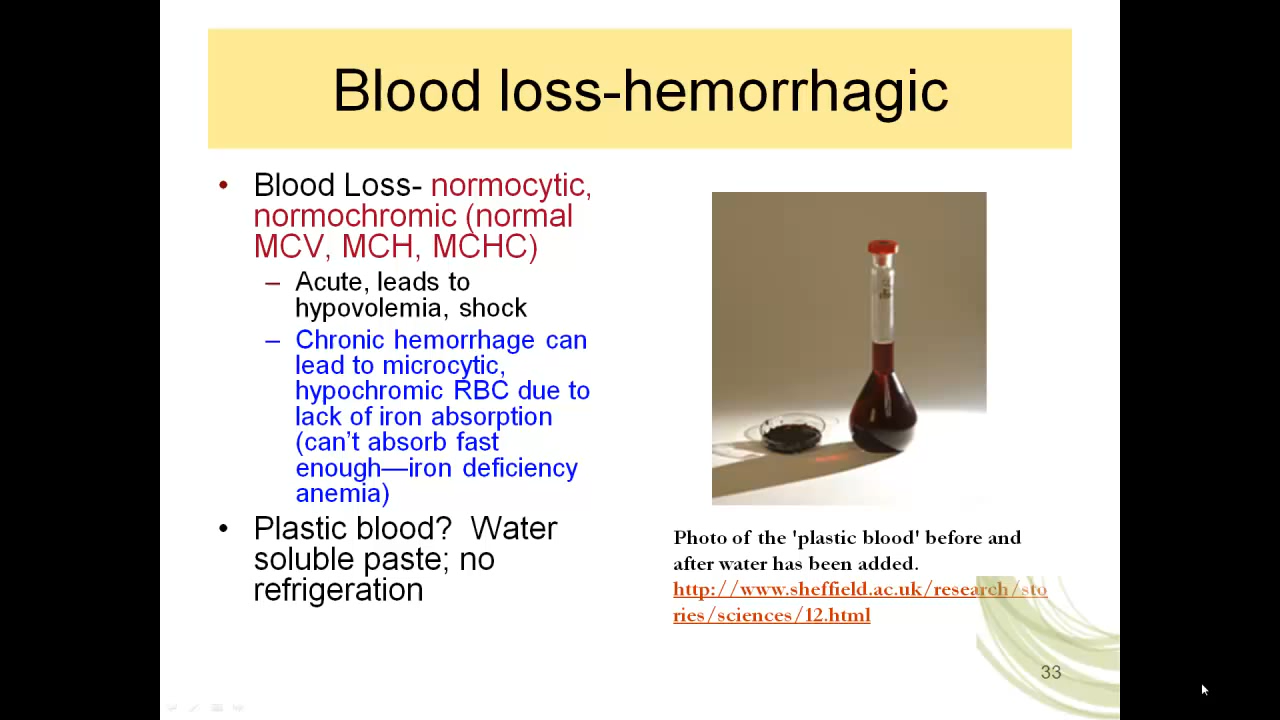 Blood loss-hemorrhagic
• Blood Loss- normocytic,
normochromic (normal
MCV, MCH, MCHC)
– Acute, leads to
hypovolemia, shock
– Chronic hemorrhage can
lead to microcytic,
hypochromic RBC due to
lack of iron absorption
(can't absorb fast
enough—iron deficiency
anemia)
• Plastic blood?  Water
soluble paste; no
refrigeration
Photo of the 'plastic blood' before and
after water has been added.
http://www.sheffield.ac.uk/research/sto
ries/sciences/12.html
33